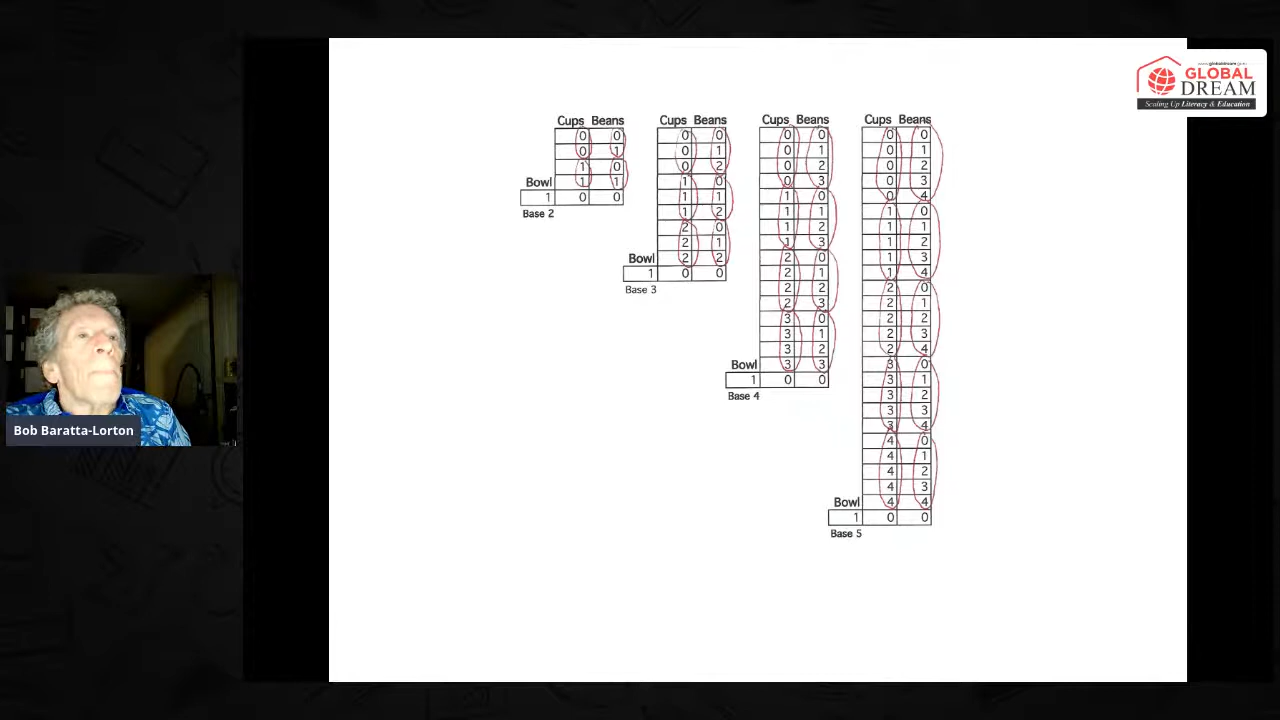 www.globaldream.guru
GLOBAL
DREAM
Scaling Up Literacy & Education
Cups Beans
0 0
0 1
1 0
Bowl 1 1
1 0 0
Base 2
Cups Beans
0 0
0 1
0 2
1 0
1 1
1 2
2 0
2 1
Bowl 2 2
1 0 0
Base 3
Cups Beans
0 0
0 1
0 2
0 3
1 0
1 1
1 2
1 3
2 0
2 1
2 2
2 3
3 0
3 1
3 2
Bowl 3 3
1 0 0
Base 4
Cups Beans
0 0
0 1
0 2
0 3
0 4
1 0
1 1
1 2
1 3
1 4
2 0
2 1
2 2
2 3
2 4
3 0
3 1
3 2
3 3
3 4
4 0
4 1
4 2
4 3
Bowl 4 4
1 0 0
Base 5
Bob Baratta-Lorton